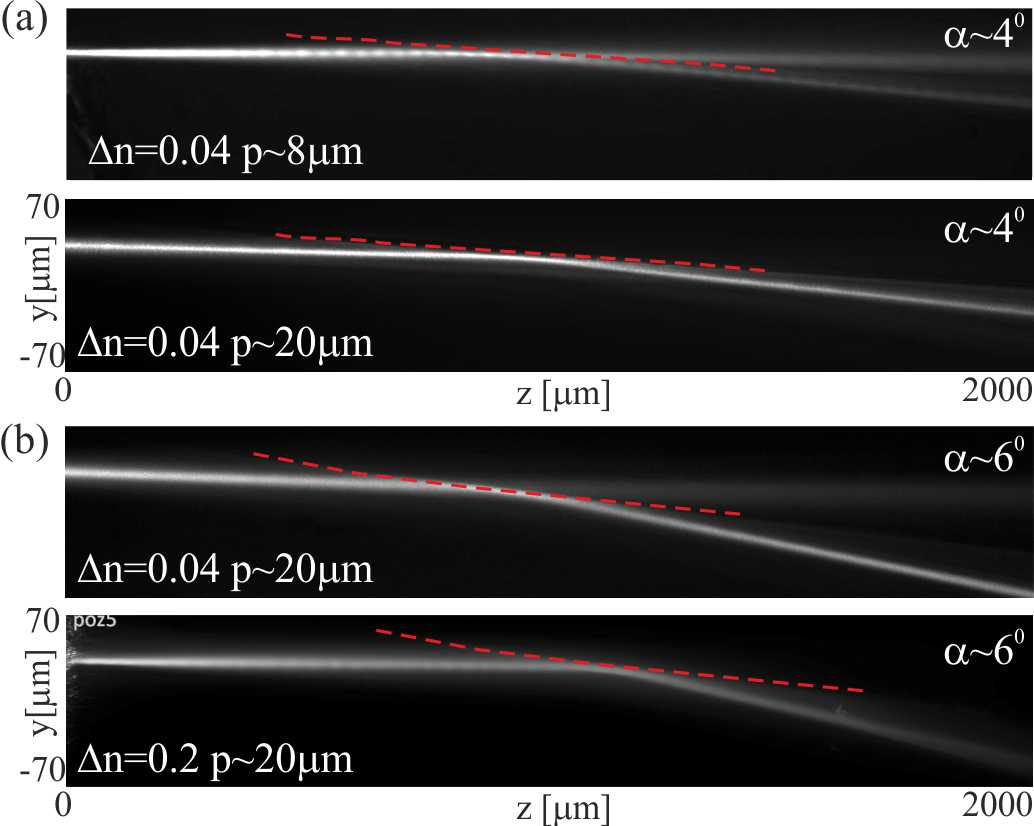 (a)
α~4⁰
Δn=0.04 p~8μm
70
α~4⁰
y[μm]
Δn=0.04 p~20μm
-70
0
z [μm]
2000
(b)
α~6⁰
Δn=0.04 p~20μm
70
poz5
α~6⁰
y[μm]
Δn=0.2 p~20μm
-70
0
z [μm]
2000